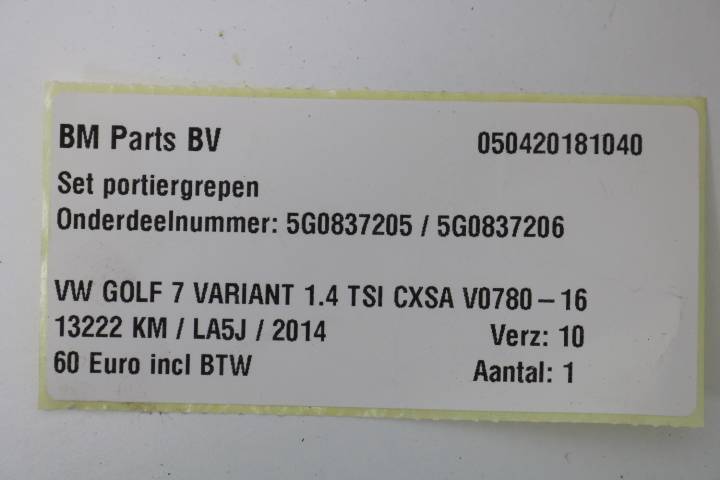 BM Parts BV 050420181040
Set portiergrepen
Onderdeelnummer: 5G0837205 / 5G0837206
VW GOLF 7 VARIANT 1.4 TSI CXSA V0780 – 16
13222 KM / LA5J / 2014 Verz: 10
60 Euro incl BTW Aantal: 1